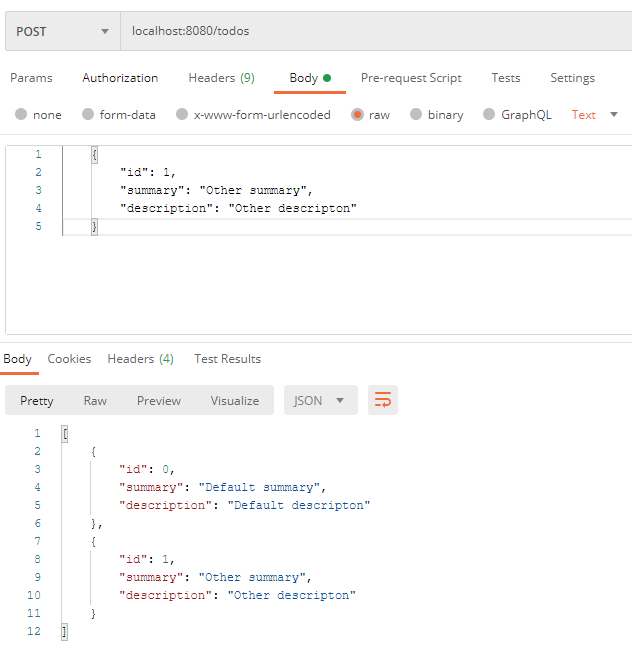 POST localhost:8080/todos
Params Authorization Headers (9) Body Pre-request Script Tests Settings
none form-data x-www-form-urlencoded raw binary GraphQL Text
1 {
2 "id": 1,
3 "summary": "Other summary",
4 "description": "Other descripton"
5 }
Body Cookies Headers (4) Test Results
Pretty Raw Preview Visualize JSON
1 [
2 {
3 "id": 0,
4 "summary": "Default summary",
5 "description": "Default descripton"
6 },
7 {
8 "id": 1,
9 "summary": "Other summary",
10 "description": "Other descripton"
11 }
12 ]